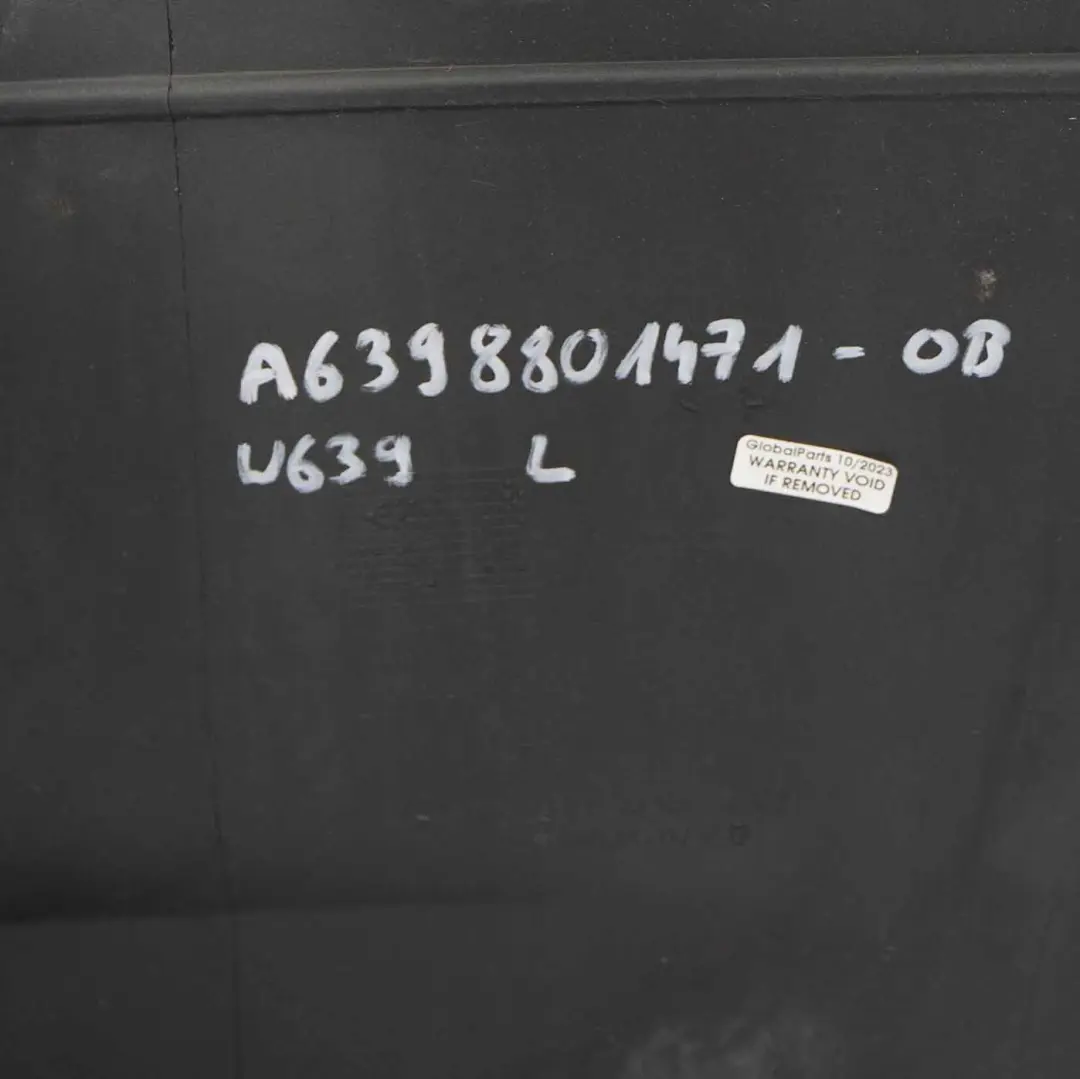 A6398801471 - OB
W639 L
GlobalParts 10/2023
WARRANTY VOID
IF REMOVED